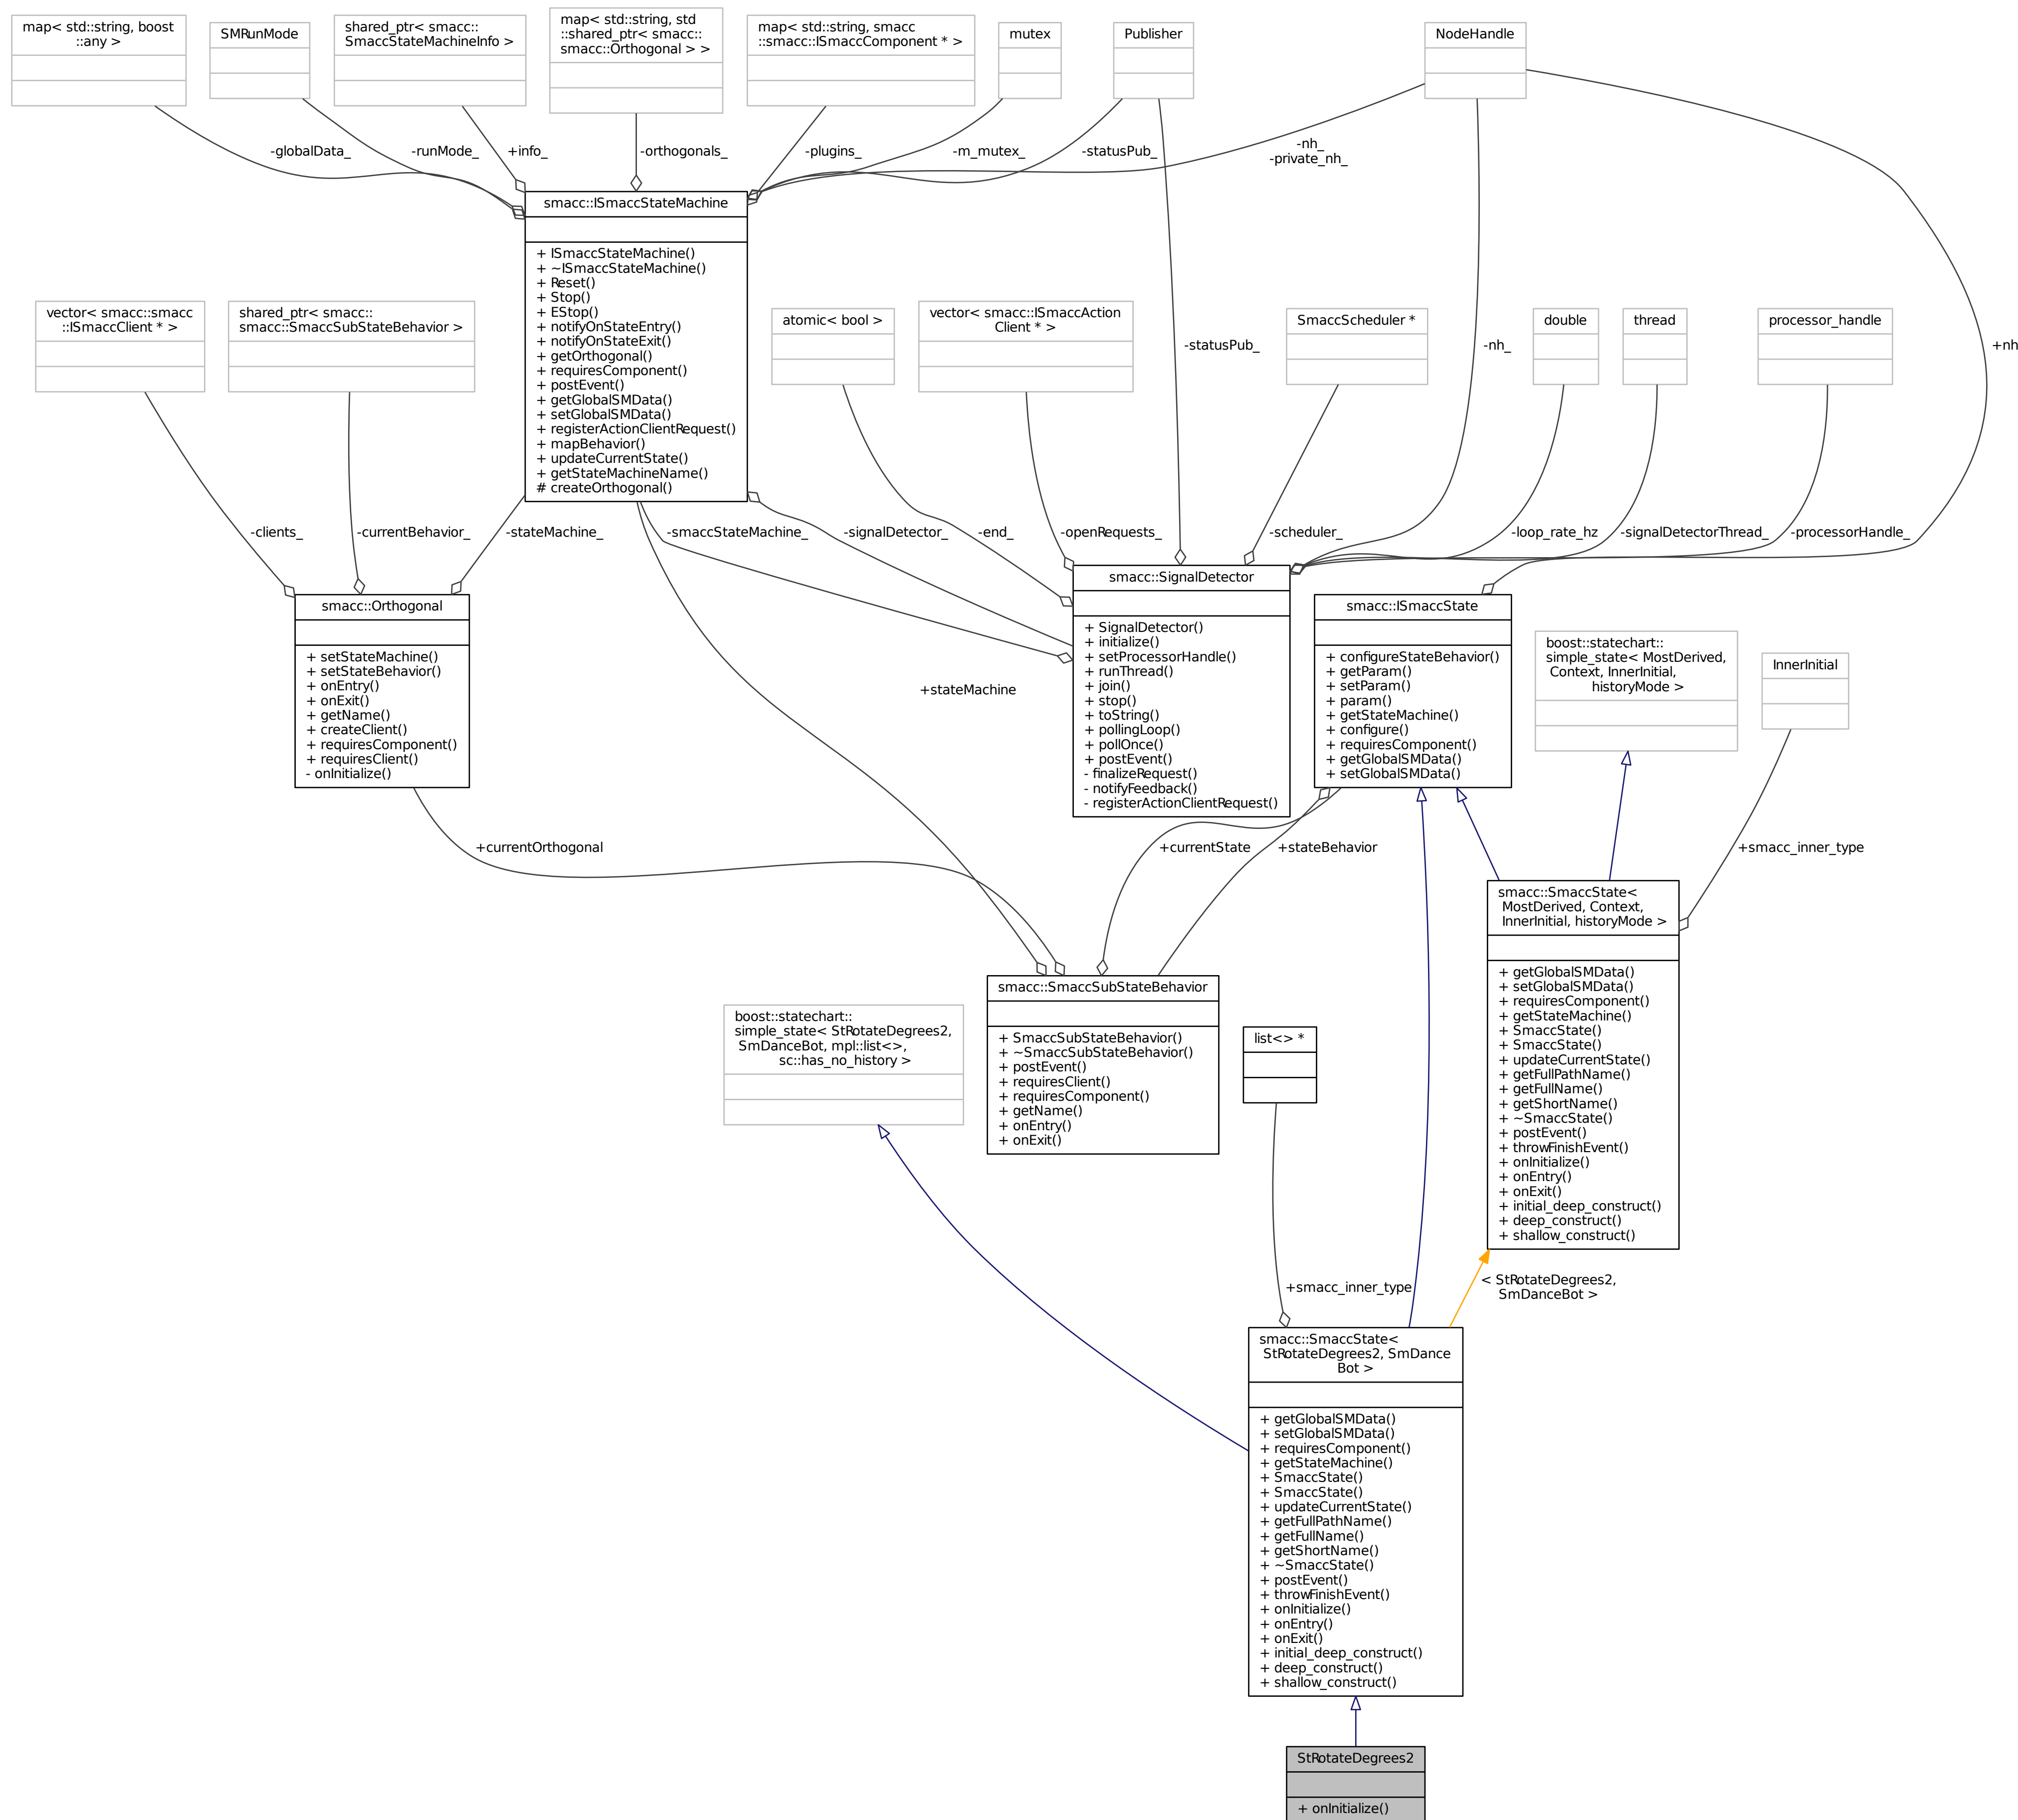 map< std::string, boost
::any >
SMRunMode
shared_ptr< smacc::
SmaccStateMachineInfo >
map< std::string, std
::shared_ptr< smacc::
smacc::Orthogonal > >
map< std::string, smacc
::smacc::ISmaccComponent * >
mutex
Publisher
NodeHandle
-globalData_
-runMode_
+info_
-orthogonals_
-plugins_
-m_mutex_
-statusPub_
-nh_
-private_nh_
smacc::ISmaccStateMachine
+ ISmaccStateMachine()
+ ~ISmaccStateMachine()
+ Reset()
+ Stop()
+ EStop()
+ notifyOnStateEntry()
+ notifyOnStateExit()
+ getOrthogonal()
+ requiresComponent()
+ postEvent()
+ getGlobalSMData()
+ setGlobalSMData()
+ registerActionClientRequest()
+ mapBehavior()
+ updateCurrentState()
+ getStateMachineName()
# createOrthogonal()
vector< smacc::smacc
::ISmaccClient * >
shared_ptr< smacc::
smacc::SmaccSubStateBehavior >
atomic< bool >
vector< smacc::ISmaccAction
Client * >
-statusPub_
SmaccScheduler *
-nh_
double
thread
processor_handle
+nh
-clients_
-currentBehavior_
-stateMachine_
-smaccStateMachine_
-signalDetector_
-end_
-openRequests_
-scheduler_
-loop_rate_hz
-signalDetectorThread_
-processorHandle_
smacc::Orthogonal
+ setStateMachine()
+ setStateBehavior()
+ onEntry()
+ onExit()
+ getName()
+ createClient()
+ requiresComponent()
+ requiresClient()
- onInitialize()
+stateMachine
smacc::SignalDetector
+ SignalDetector()
+ initialize()
+ setProcessorHandle()
+ runThread()
+ join()
+ stop()
+ toString()
+ pollingLoop()
+ pollOnce()
+ postEvent()
- finalizeRequest()
- notifyFeedback()
- registerActionClientRequest()
smacc::ISmaccState
+ configureStateBehavior()
+ getParam()
+ setParam()
+ param()
+ getStateMachine()
+ configure()
+ requiresComponent()
+ getGlobalSMData()
+ setGlobalSMData()
boost::statechart::
simple_state< MostDerived,
Context, InnerInitial,
historyMode >
InnerInitial
+currentOrthogonal
+currentState
+stateBehavior
+smacc_inner_type
smacc::SmaccState<
MostDerived, Context,
InnerInitial, historyMode >
+ getGlobalSMData()
+ setGlobalSMData()
+ requiresComponent()
+ getStateMachine()
+ SmaccState()
+ SmaccState()
+ updateCurrentState()
+ getFullPathName()
+ getFullName()
+ getShortName()
+ ~SmaccState()
+ postEvent()
+ throwFinishEvent()
+ onInitialize()
+ onEntry()
+ onExit()
+ initial_deep_construct()
+ deep_construct()
+ shallow_construct()
boost::statechart::
simple_state< StRotateDegrees2,
SmDanceBot, mpl::list<>,
sc::has_no_history >
smacc::SmaccSubStateBehavior
+ SmaccSubStateBehavior()
+ ~SmaccSubStateBehavior()
+ postEvent()
+ requiresClient()
+ requiresComponent()
+ getName()
+ onEntry()
+ onExit()
list<> *
+smacc_inner_type
< StRotateDegrees2,
SmDanceBot >
smacc::SmaccState<
StRotateDegrees2, SmDance
Bot >
+ getGlobalSMData()
+ setGlobalSMData()
+ requiresComponent()
+ getStateMachine()
+ SmaccState()
+ SmaccState()
+ updateCurrentState()
+ getFullPathName()
+ getFullName()
+ getShortName()
+ ~SmaccState()
+ postEvent()
+ throwFinishEvent()
+ onInitialize()
+ onEntry()
+ onExit()
+ initial_deep_construct()
+ deep_construct()
+ shallow_construct()
StRotateDegrees2
+ onInitialize()